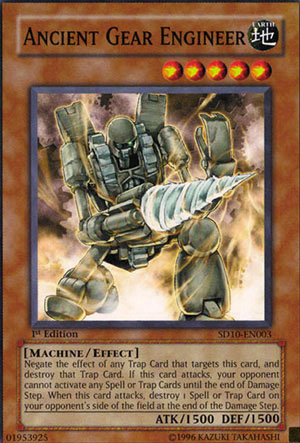 ANCIENT GEAR ENGINEER
EARTH
地
1st Edition
SD10-EN003
[MACHINE / EFFECT]
Negate the effect of any Trap Card that targets this card, and
destroy that Trap Card. If this card attacks, your opponent
cannot activate any Spell or Trap Cards until the end of Damage
Step. When this card attacks, destroy 1 Spell or Trap Card on
your opponent's side of the field at the end of the Damage Step.
ATK/1500 DEF/1500
01953925
©1996 KAZUKI TAKAHASHI